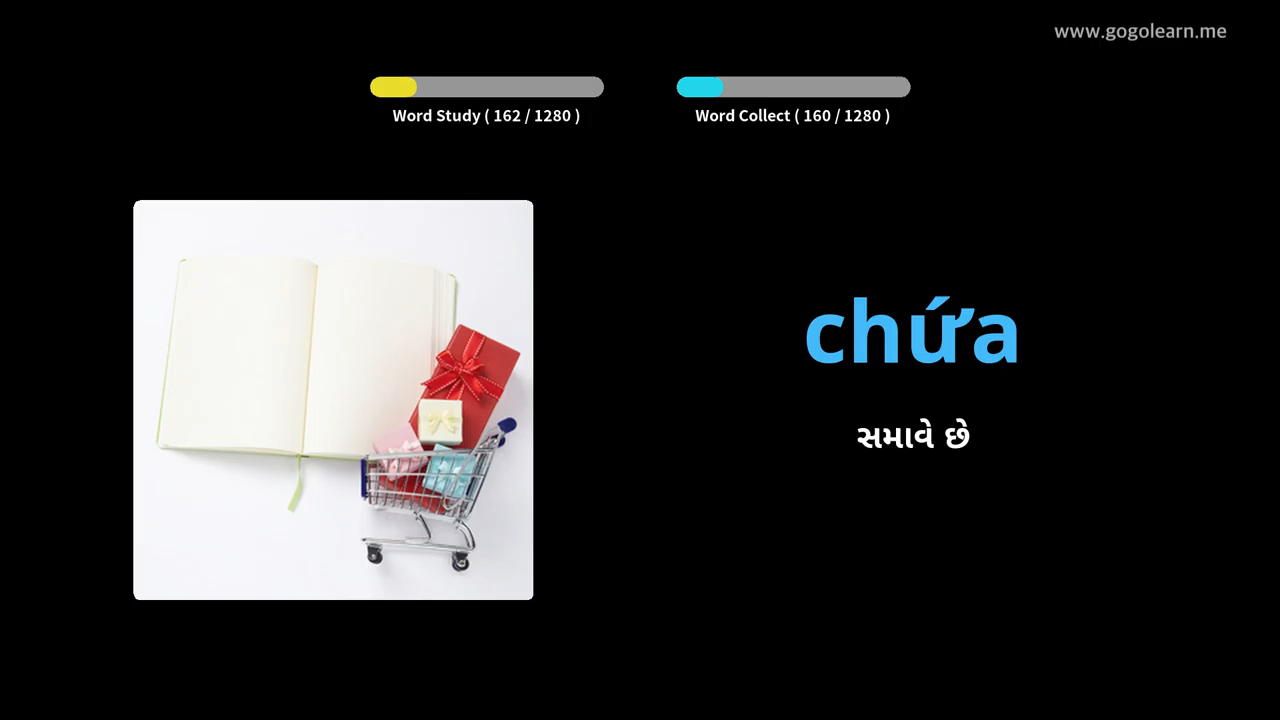 www.gogolearn.me
Word Study ( 162 / 1280 )
Word Collect ( 160 / 1280 )
chứa
સમાવે છે